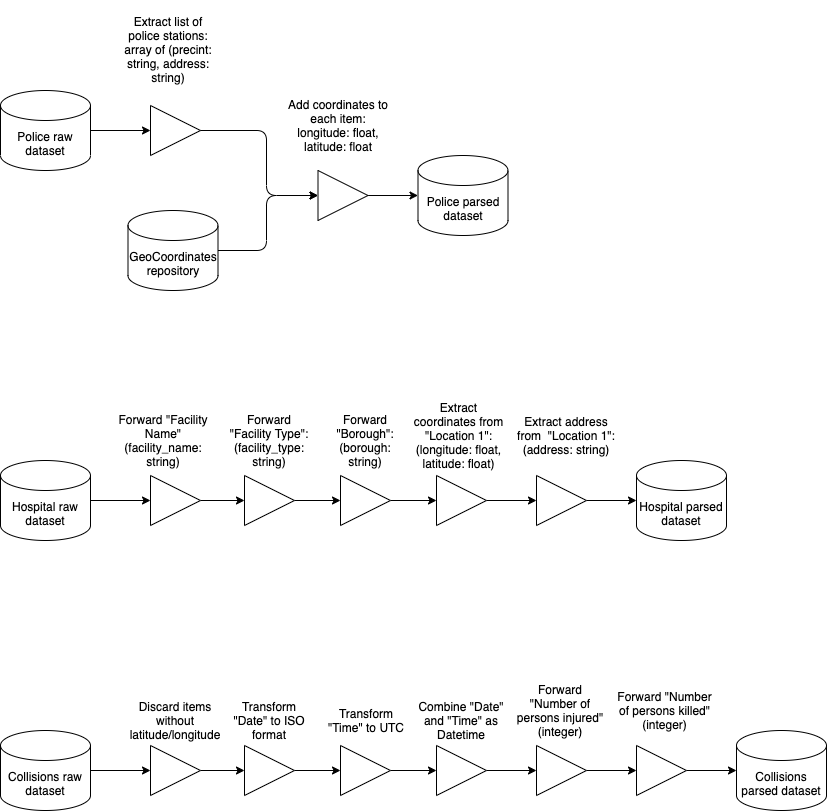 Extract list of
police stations:
array of (precint:
string, address:
string)
Add coordinates to
each item:
longitude: float,
latitude: float
Police raw
dataset
Police parsed
dataset
GeoCoordinates
repository
Forward "Facility
Name"
(facility_name:
string)
Forward
"Facility Type":
(facility_type:
string)
Forward
"Borough":
(borough:
string)
Extract
coordinates from
"Location 1":
(longitude: float,
latitude: float)
Extract address
from "Location 1":
(address: string)
Hospital raw
dataset
Hospital parsed
dataset
Discard items
without
latitude/longitude
Transform
"Date" to ISO
format
Transform
"Time" to UTC
Combine "Date"
and "Time" as
Datetime
Forward
"Number of
persons injured"
(integer)
Forward "Number
of persons killed"
(integer)
Collisions raw
dataset
Collisions
parsed dataset